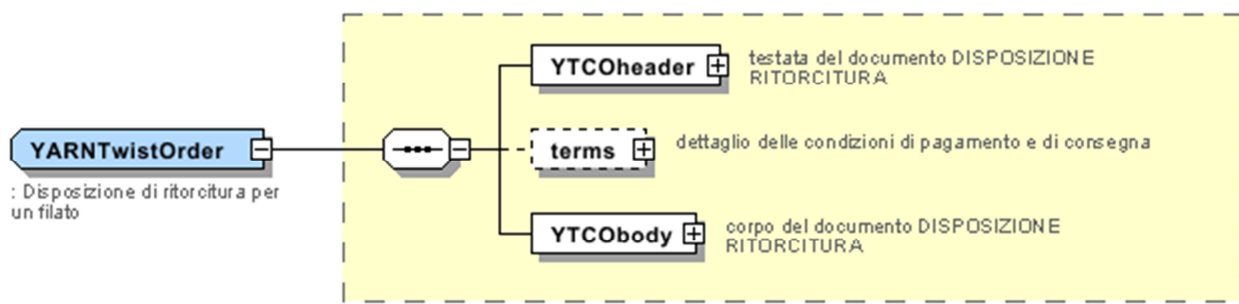 YTCOheader
testata del documento DISPOSIZIONE
RITORCITURA
YARNTwistOrder
: Disposizione di ritorcitura per
un filato
terms
dettaglio delle condizioni di pagamento e di consegna
YTCObody
corpo del documento DISPOSIZIONE
RITORCITURA